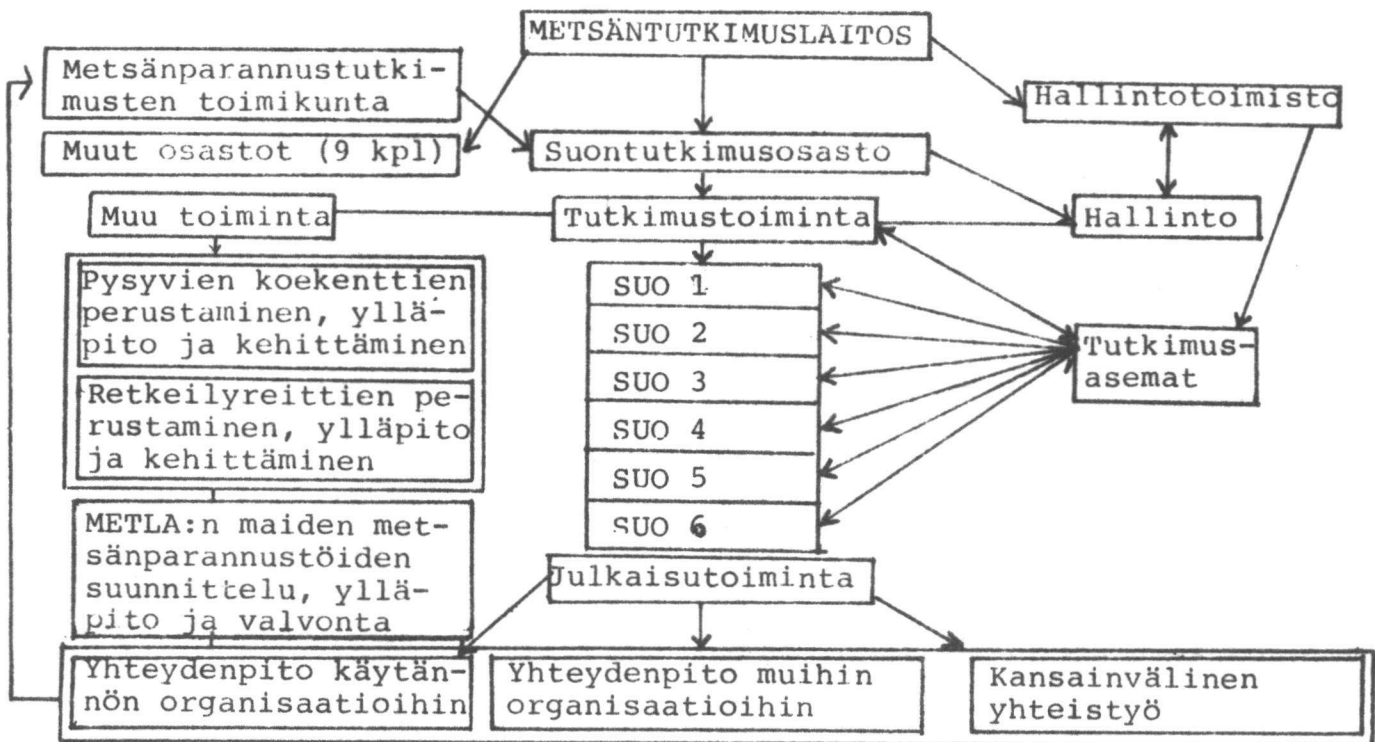 METSÄNTUTKIMUSLAITOS
Metsänparannustutki-
musten toimikunta
Hallintotoimisto
Muut osastot (9 kpl)
Suontutkimusosasto
Muu toiminta
Tutkimustoiminta
Hallinto
Pysyvien koekenttien
perustaminen, yllä-
pito ja kehittäminen
Retkeilyreittien pe-
rustaminen, ylläpito
ja kehittäminen
METLA:n maiden met-
sänparannustöiden
suunnittelu, yllä-
pito ja valvonta
SUO 1
SUO 2
SUO 3
SUO 4
SUO 5
SUO 6
Tutkimus-
asemat
Julkaisutoiminta
Yhteydenpito käytän-
nön organisaatioihin
Yhteydenpito muihin
organisaatioihin
Kansainvälinen
yhteistyö